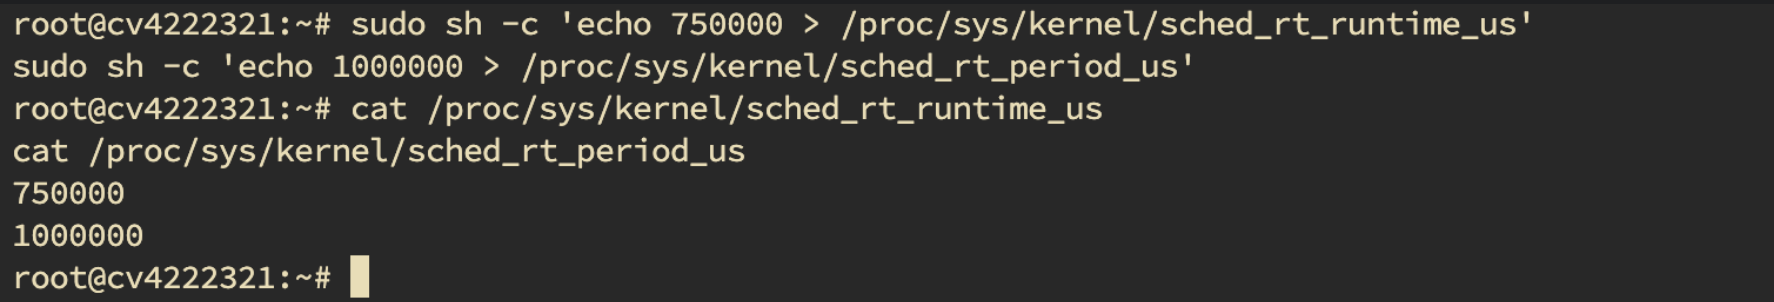 root@cv4222321:~# sudo sh -c 'echo 750000 > /proc/sys/kernel/sched_rt_runtime_us'
sudo sh -c 'echo 1000000 > /proc/sys/kernel/sched_rt_period_us'
root@cv4222321:~# cat /proc/sys/kernel/sched_rt_runtime_us
cat /proc/sys/kernel/sched_rt_period_us
750000
1000000
root@cv4222321:~#